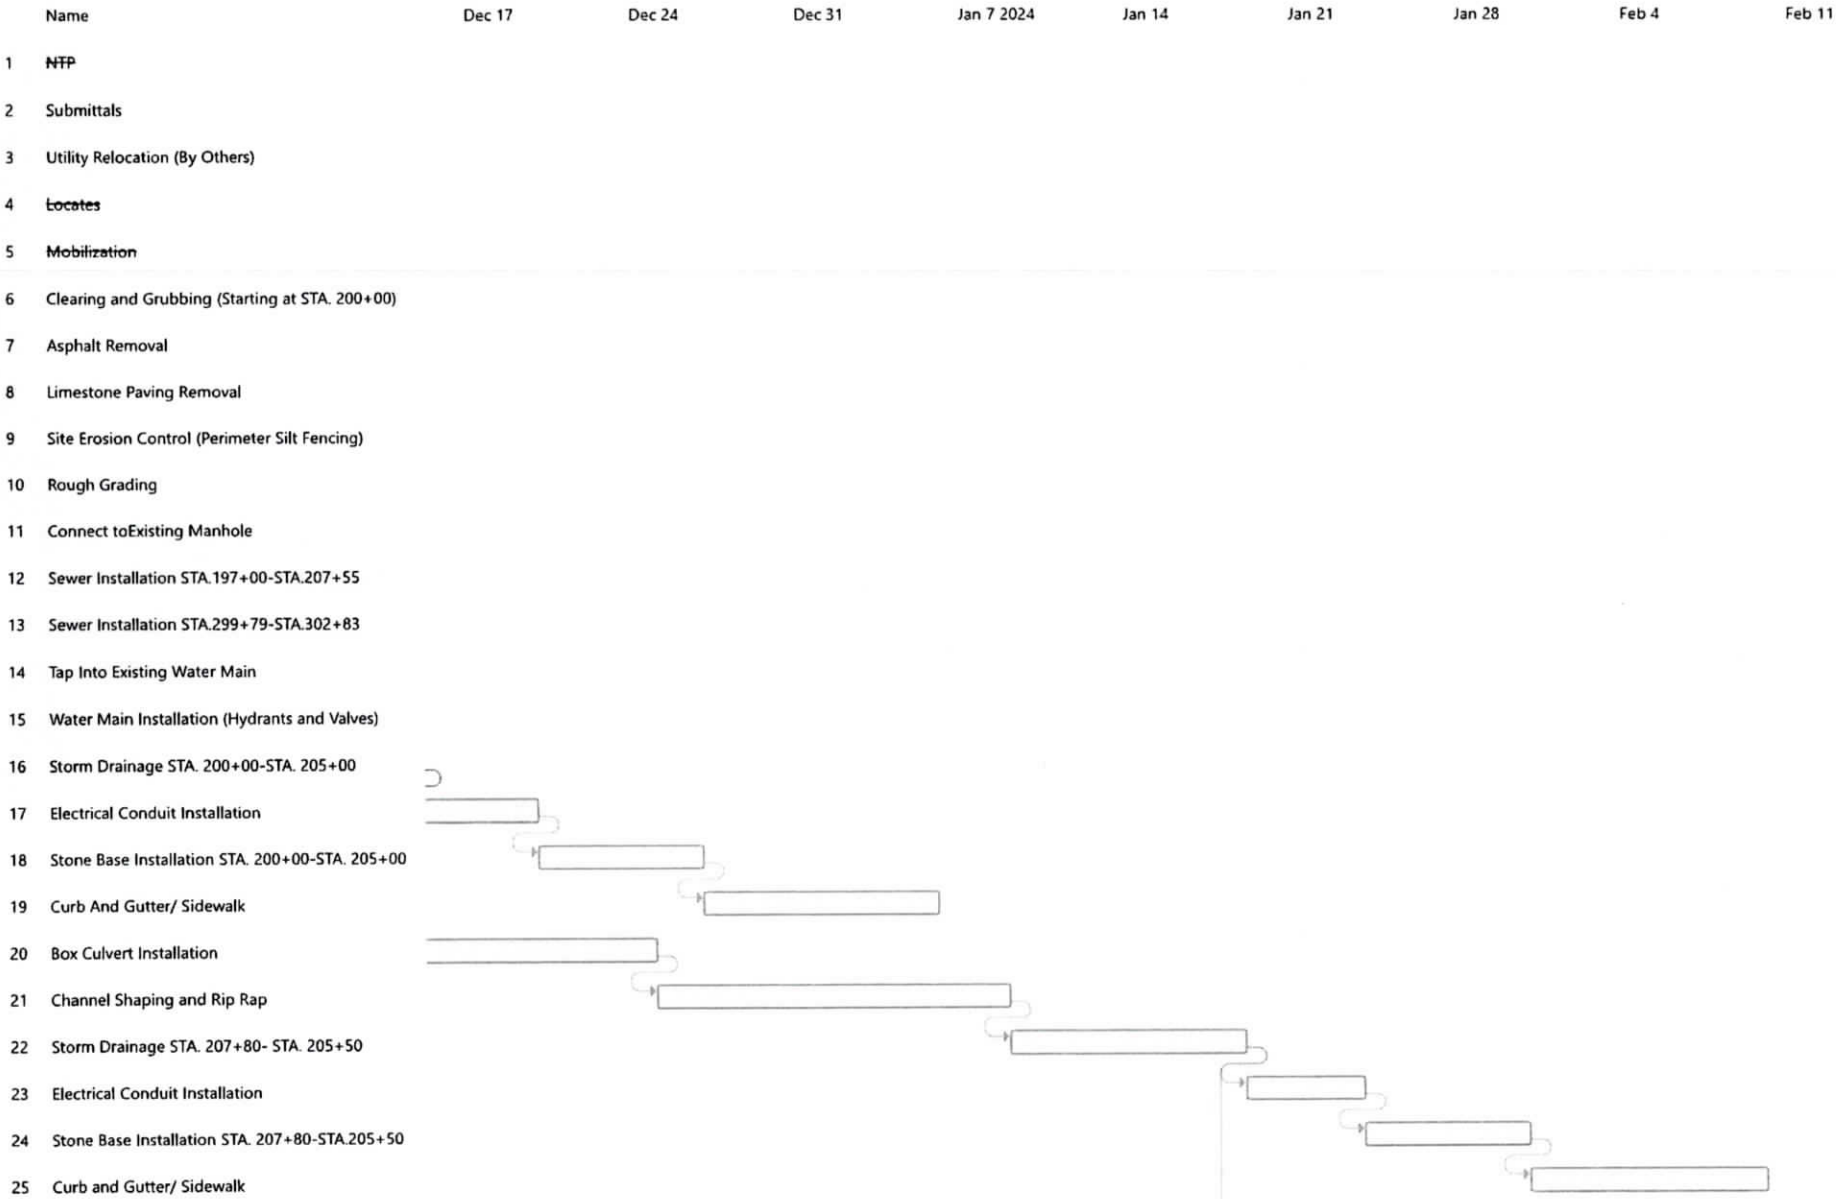 Name Dec 17 Dec 24 Dec 31 Jan 7 2024 Jan 14 Jan 21 Jan 28 Feb 4 Feb 11
1 NTP
2 Submittals
3 Utility Relocation (By Others)
4 Locates
5 Mobilization
6 Clearing and Grubbing (Starting at STA. 200+00)
7 Asphalt Removal
8 Limestone Paving Removal
9 Site Erosion Control (Perimeter Silt Fencing)
10 Rough Grading
11 Connect toExisting Manhole
12 Sewer Installation STA.197+00-STA.207+55
13 Sewer Installation STA.299+79-STA.302+83
14 Tap Into Existing Water Main
15 Water Main Installation (Hydrants and Valves)
16 Storm Drainage STA. 200+00-STA. 205+00
17 Electrical Conduit Installation
18 Stone Base Installation STA. 200+00-STA. 205+00
19 Curb And Gutter/ Sidewalk
20 Box Culvert Installation
21 Channel Shaping and Rip Rap
22 Storm Drainage STA. 207+80- STA. 205+50
23 Electrical Conduit Installation
24 Stone Base Installation STA. 207+80-STA.205+50
25 Curb and Gutter/ Sidewalk